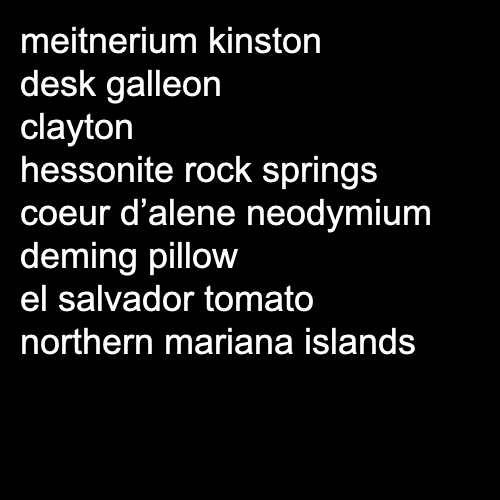 meitnerium kinston
desk galleon
clayton
hessonite rock springs
coeur d’alene neodymium
deming pillow
el salvador tomato
northern mariana islands